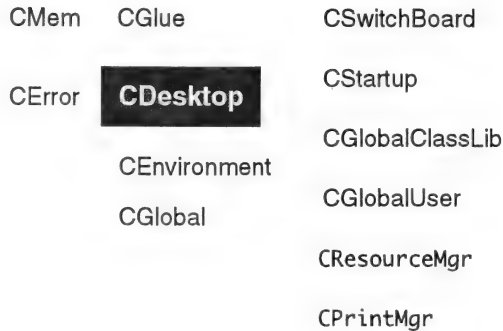 CMem CGlue CSwitchBoard
CStartup
CError CDesktop
CGlobalClassLib
CEnvironment
CGlobalUser
CGlobal
CResourceMgr
CPrintMgr